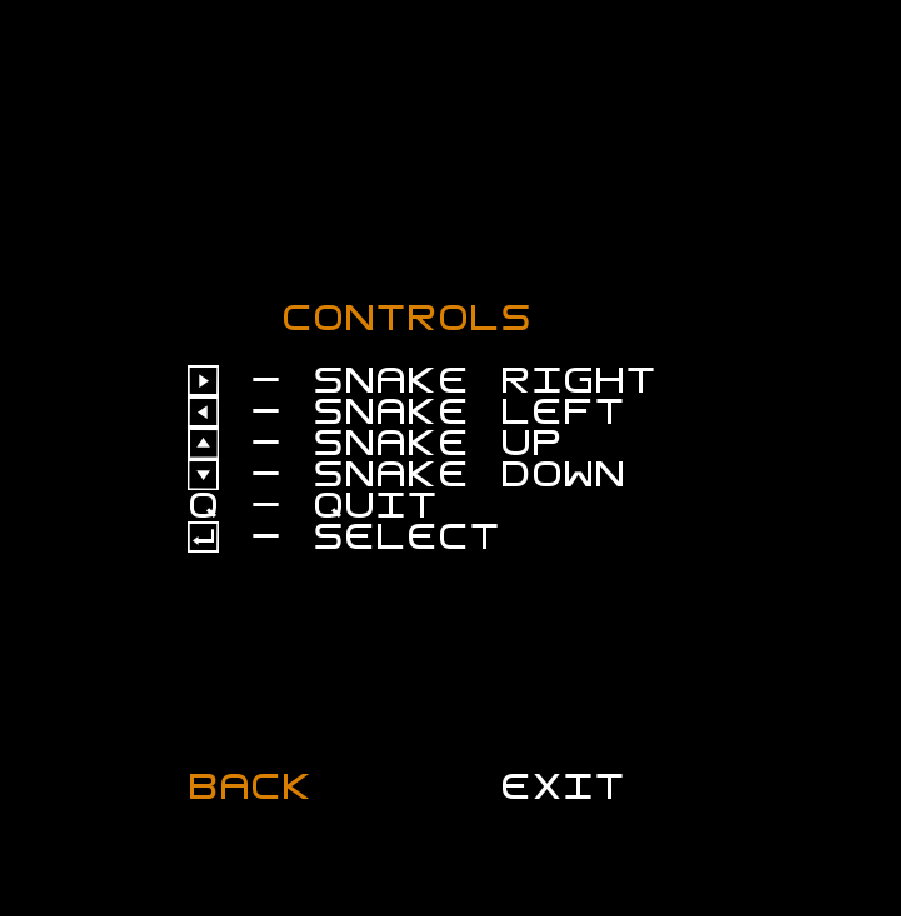 CONTROLS
▶ - SNAKE RIGHT
◀ - SNAKE LEFT
▲ - SNAKE UP
▼ - SNAKE DOWN
Q - QUIT
↵ - SELECT
BACK EXIT